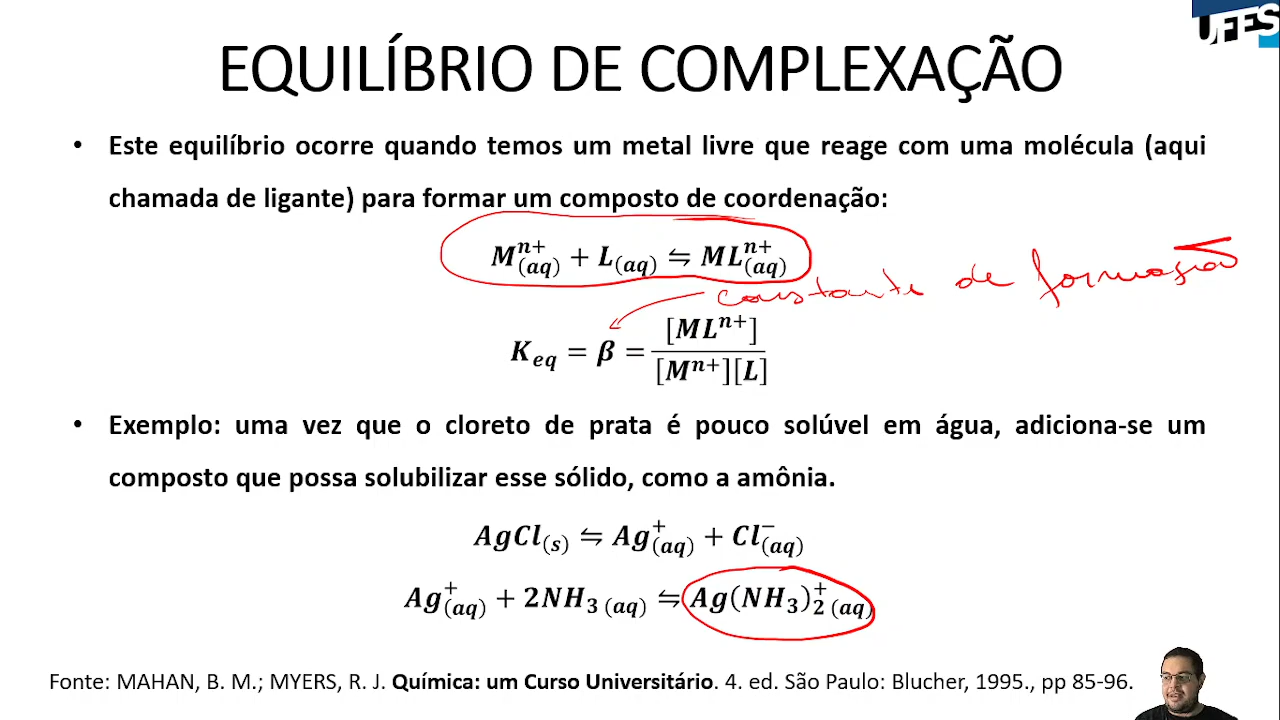 UFES
EQUILÍBRIO DE COMPLEXAÇÃO
• Este equilíbrio ocorre quando temos um metal livre que reage com uma molécula (aqui
chamada de ligante) para formar um composto de coordenação:
M^{n+}_{(aq)} + L_{(aq)} ⇋ ML^{n+}_{(aq)}
constante de formação
K_{eq} = β = \frac{[ML^{n+}]}{[M^{n+}][L]}
• Exemplo: uma vez que o cloreto de prata é pouco solúvel em água, adiciona-se um
composto que possa solubilizar esse sólido, como a amônia.
AgCl_{(s)} ⇋ Ag^{+}_{(aq)} + Cl^{−}_{(aq)}
Ag^{+}_{(aq)} + 2NH_{3 (aq)} ⇋ Ag(NH_{3})^{+}_{2 (aq)}
Fonte: MAHAN, B. M.; MYERS, R. J. Química: um Curso Universitário. 4. ed. São Paulo: Blucher, 1995., pp 85-96.